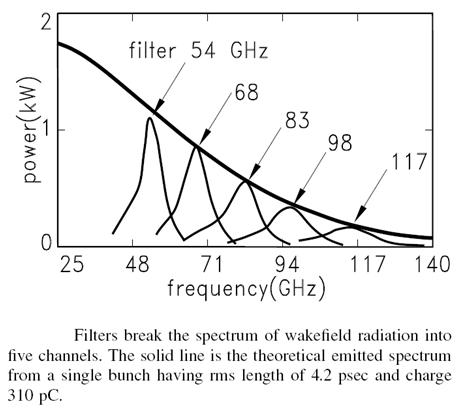 2
filter 54 GHz
68
83
98
117
power(kW)
1
0
25 48 71 94 117 140
frequency(GHz)
Filters break the spectrum of wakefield radiation into
five channels. The solid line is the theoretical emitted spectrum
from a single bunch having rms length of 4.2 psec and charge
310 pC.